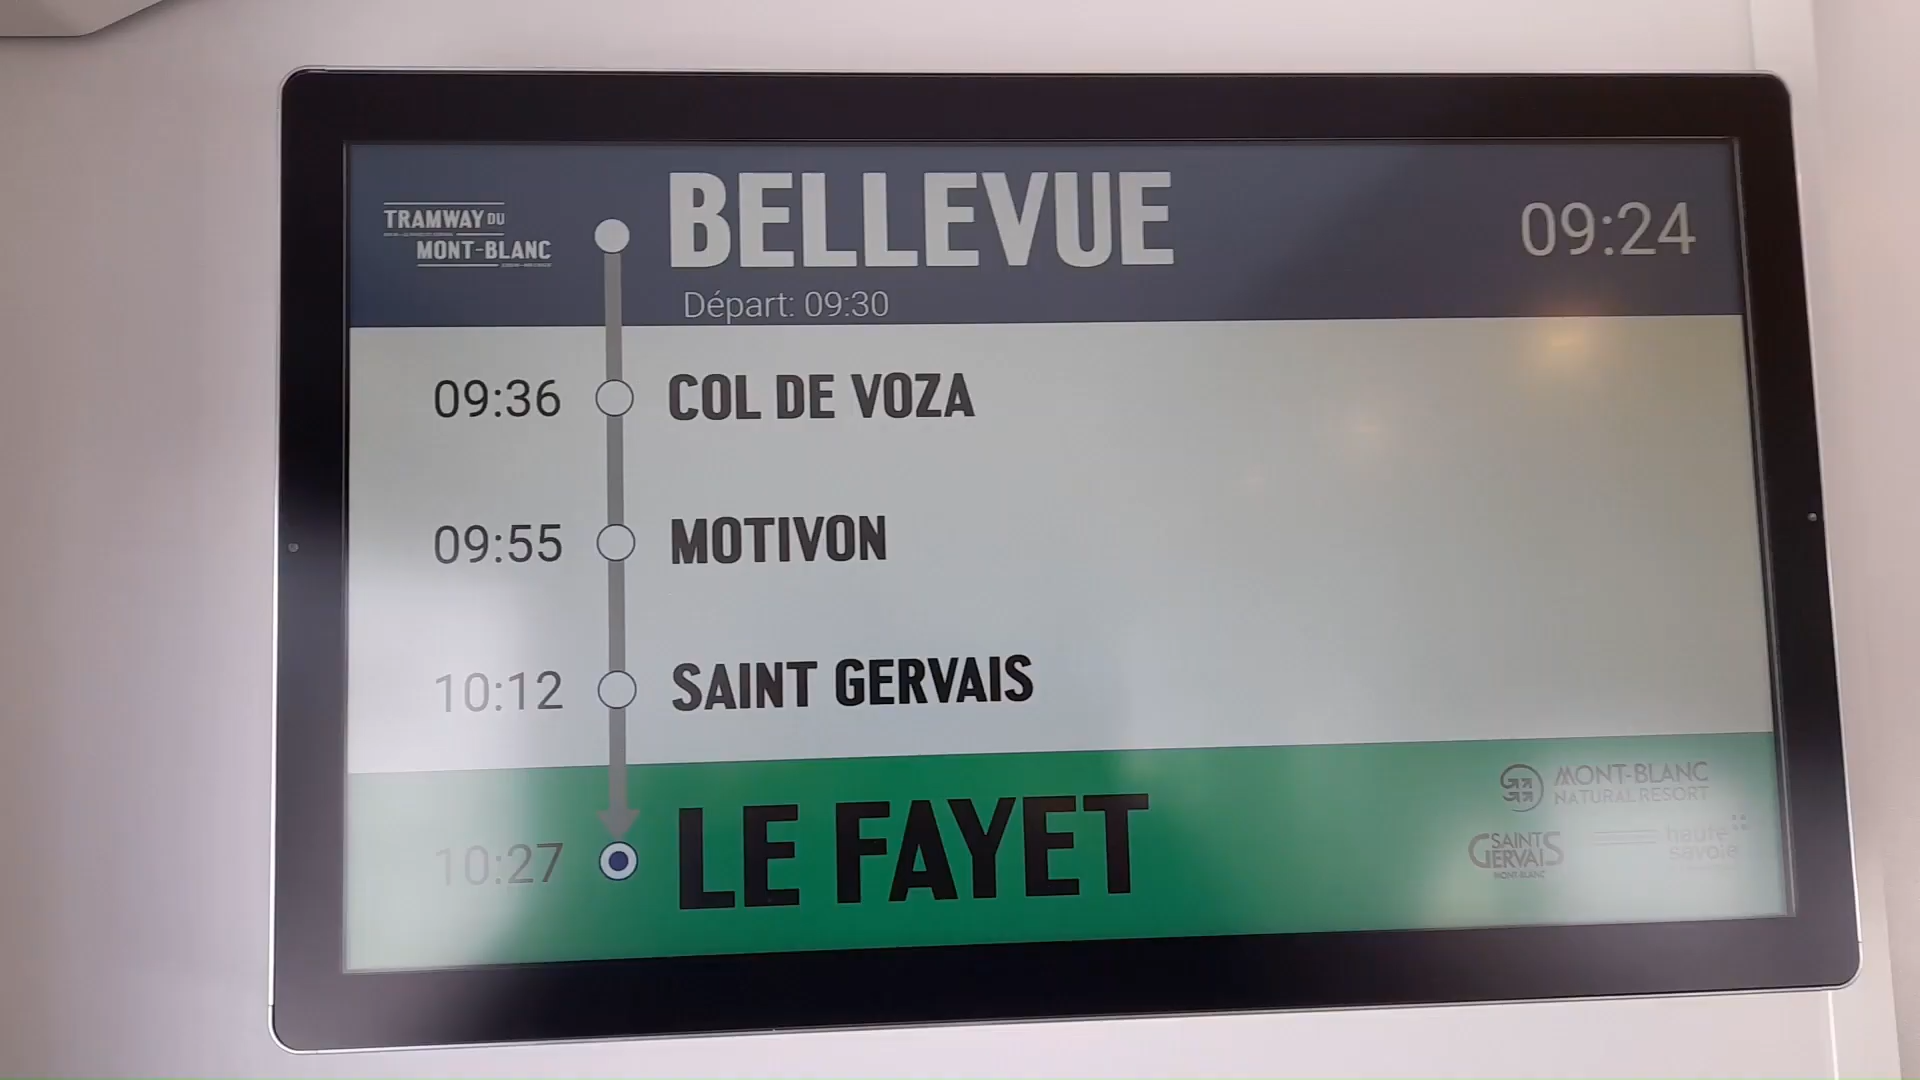 TRAMWAY DU
MONT-BLANC
BELLEVUE
09:24
Départ: 09:30
09:36 COL DE VOZA
09:55 MOTIVON
10:12 SAINT GERVAIS
10:27 LE FAYET
MONT-BLANC
NATURAL RESORT
SAINT
GERVAIS
MONT-BLANC
haute
savoie